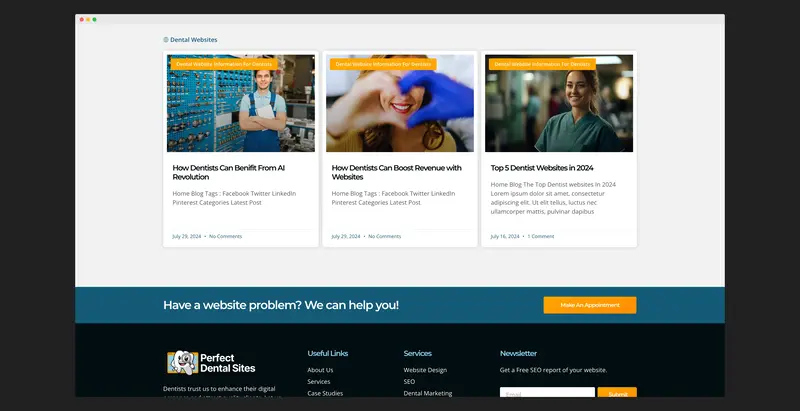 Dental Websites
Dental Website Information For Dentists
How Dentists Can Benifit From AI
Revolution
Home Blog Tags : Facebook Twitter LinkedIn
Pinterest Categories Latest Post
July 29, 2024 • No Comments
Dental Website Information For Dentists
How Dentists Can Boost Revenue with
Websites
Home Blog Tags : Facebook Twitter LinkedIn
Pinterest Categories Latest Post
July 29, 2024 • No Comments
Dental Website Information For Dentists
Top 5 Dentist Websites in 2024
Home Blog The Top Dentist websites In 2024
Lorem ipsum dolor sit amet, consectetur
adipiscing elit. Ut elit tellus, luctus nec
ullamcorper mattis, pulvinar dapibus
July 16, 2024 • 1 Comment
Have a website problem? We can help you!
Make An Appointment
Perfect
Dental Sites
Dentists trust us to enhance their digital
Useful Links
About Us
Services
Case Studies
Services
Website Design
SEO
Dental Marketing
Newsletter
Get a Free SEO report of your website.
Email
Submit